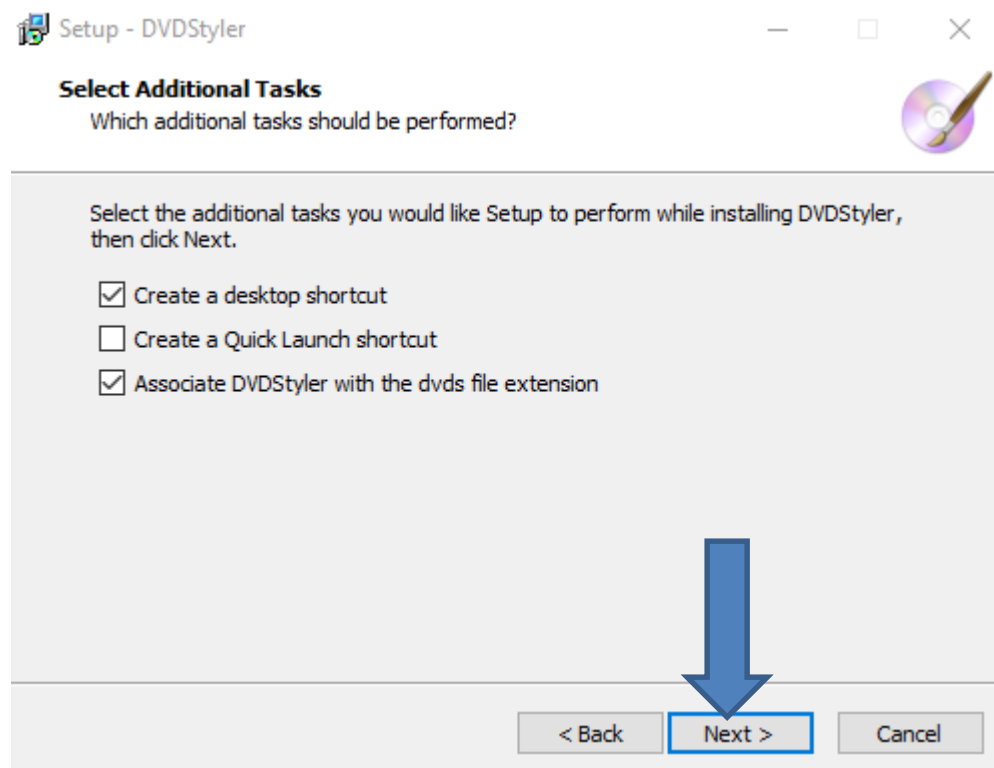 Setup - DVDStyler
Select Additional Tasks
Which additional tasks should be performed?
Select the additional tasks you would like Setup to perform while installing DVDStyler,
then click Next.
Create a desktop shortcut
Create a Quick Launch shortcut
Associate DVDStyler with the dvds file extension
< Back
Next >
Cancel